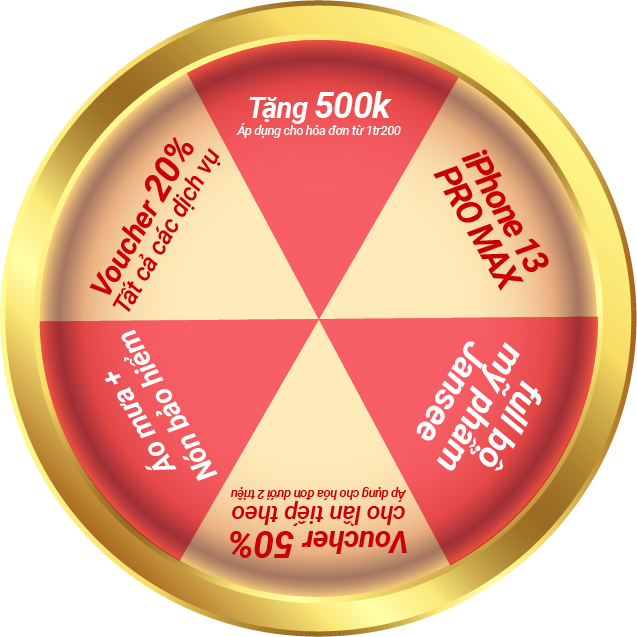 Tặng 500k
Áp dụng cho hóa đơn từ 1tr200
iPhone 13
PRO MAX
full bộ
mỹ phẩm
Jansee
Voucher 50%
cho lần tiếp theo
Áp dụng cho hóa đơn dưới 2 triệu
Áo mưa +
Nón bảo hiểm
Voucher 20%
Tất cả các dịch vụ